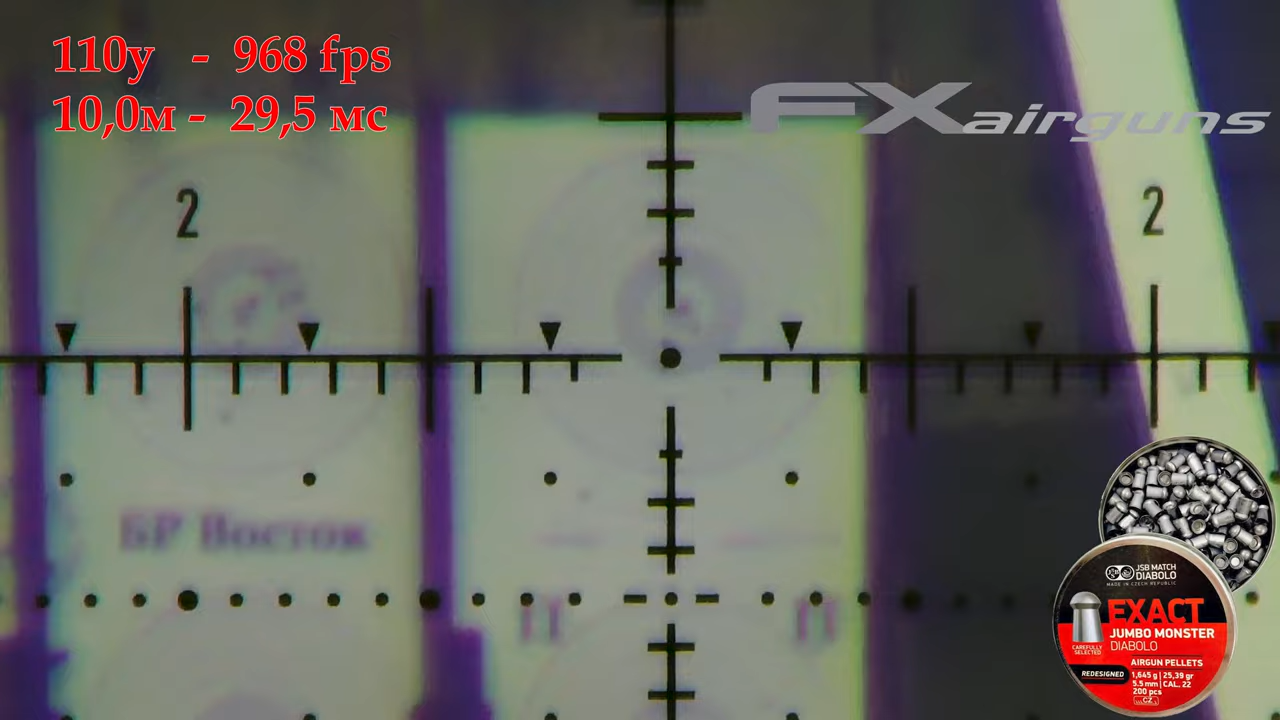 110y - 968 fps
10,0м - 29,5 мс
FX airguns
2
2
БР Восток
JSB MATCH
DIABOLO
MADE IN CZECH REPUBLIC
EXACT
JUMBO MONSTER
DIABOLO
CAREFULLY
SELECTED
AIRGUN PELLETS
REDESIGNED
1,645 g | 25,39 gr
5.5 mm | CAL. 22
200 pcs
CZ